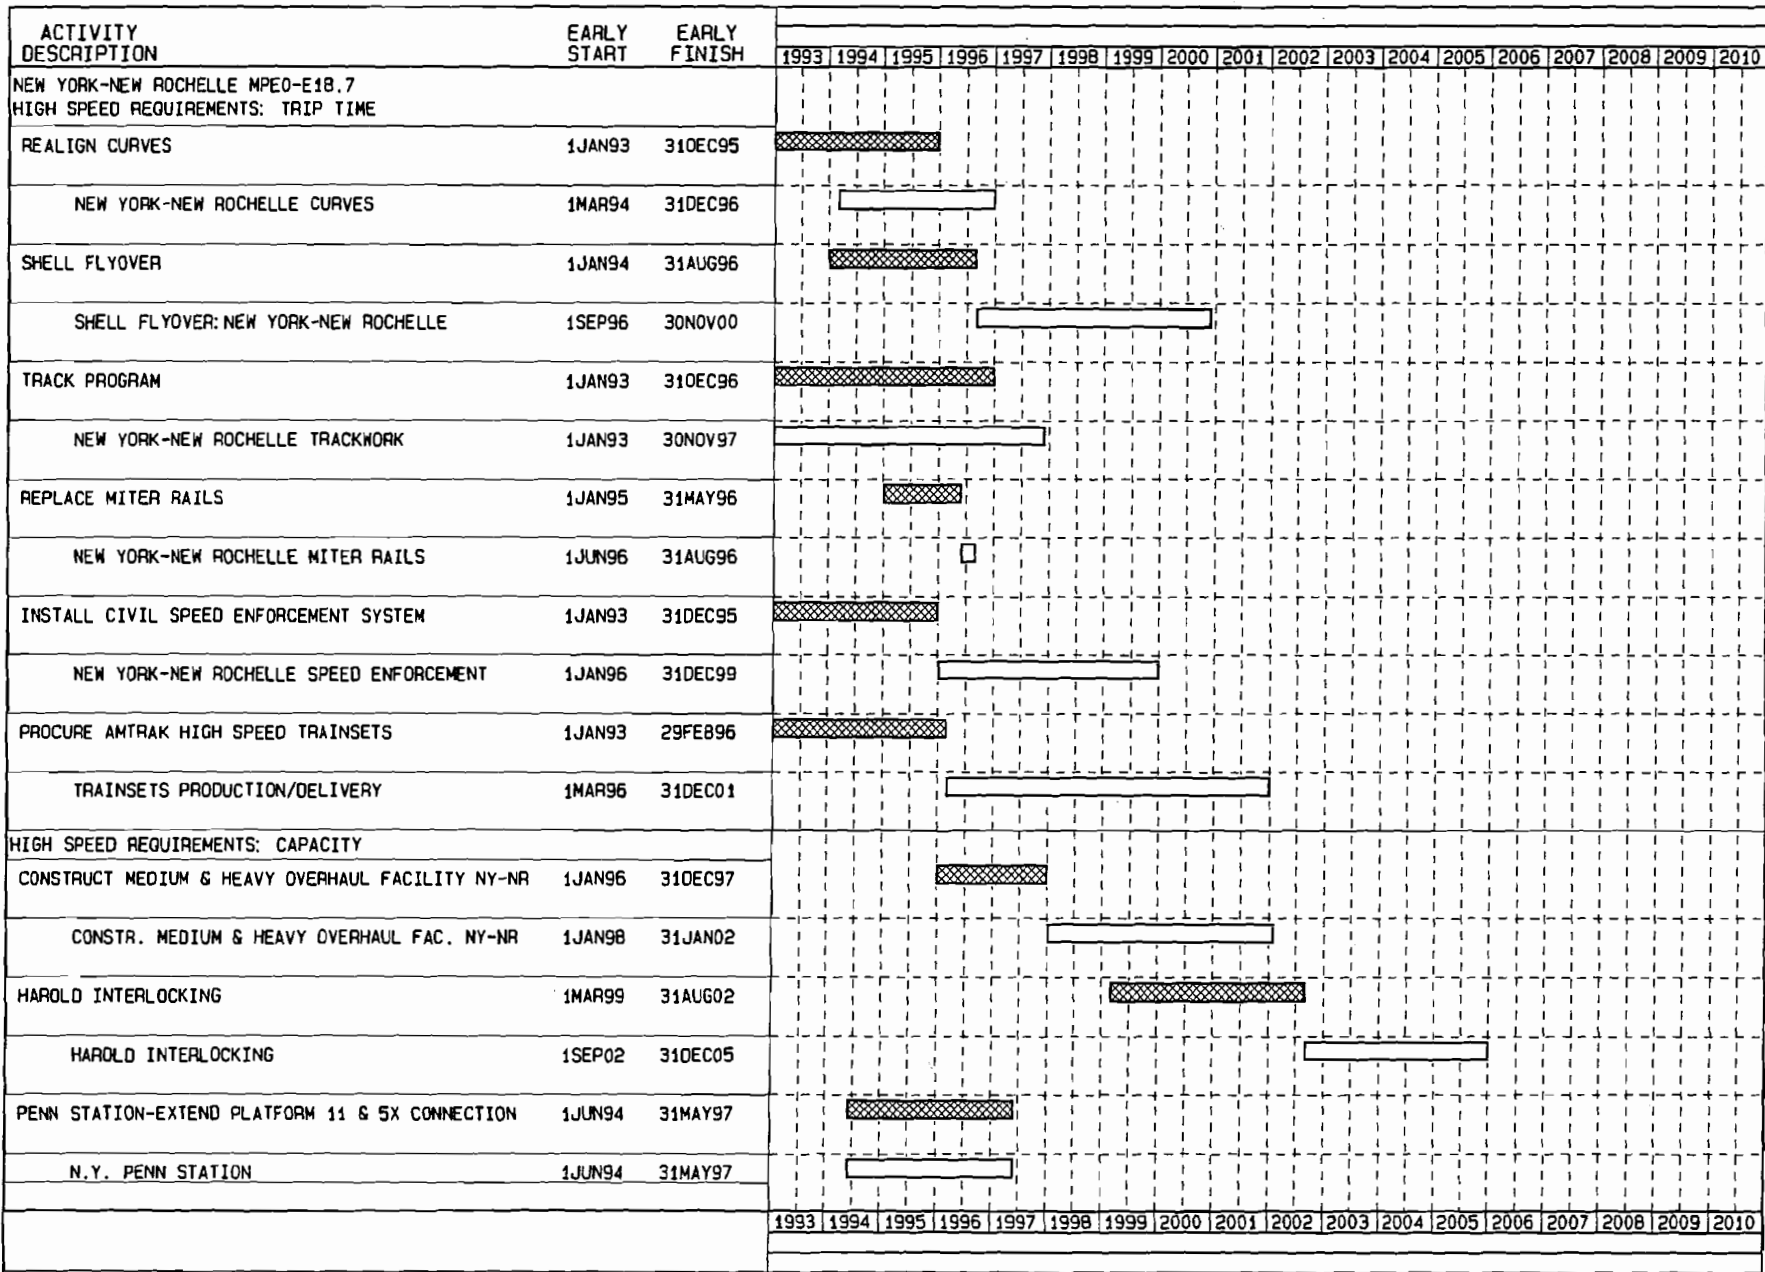 ACTIVITY EARLY EARLY
DESCRIPTION START FINISH 1993 1994 1995 1996 1997 1998 1999 2000 2001 2002 2003 2004 2005 2006 2007 2008 2009 2010
NEW YORK-NEW ROCHELLE MPE0-E18.7
HIGH SPEED REQUIREMENTS: TRIP TIME
REALIGN CURVES 1JAN93 31DEC95
NEW YORK-NEW ROCHELLE CURVES 1MAR94 31DEC96
SHELL FLYOVER 1JAN94 31AUG96
SHELL FLYOVER: NEW YORK-NEW ROCHELLE 1SEP96 30NOV00
TRACK PROGRAM 1JAN93 31DEC96
NEW YORK-NEW ROCHELLE TRACKWORK 1JAN93 30NOV97
REPLACE MITER RAILS 1JAN95 31MAY96
NEW YORK-NEW ROCHELLE MITER RAILS 1JUN96 31AUG96
INSTALL CIVIL SPEED ENFORCEMENT SYSTEM 1JAN93 31DEC95
NEW YORK-NEW ROCHELLE SPEED ENFORCEMENT 1JAN96 31DEC99
PROCURE AMTRAK HIGH SPEED TRAINSETS 1JAN93 29FEB96
TRAINSETS PRODUCTION/DELIVERY 1MAR96 31DEC01
HIGH SPEED REQUIREMENTS: CAPACITY
CONSTRUCT MEDIUM & HEAVY OVERHAUL FACILITY NY-NR 1JAN96 31DEC97
CONSTR. MEDIUM & HEAVY OVERHAUL FAC. NY-NR 1JAN98 31JAN02
HAROLD INTERLOCKING 1MAR99 31AUG02
HAROLD INTERLOCKING 1SEP02 31DEC05
PENN STATION-EXTEND PLATFORM 11 & 5X CONNECTION 1JUN94 31MAY97
N.Y. PENN STATION 1JUN94 31MAY97
1993 1994 1995 1996 1997 1998 1999 2000 2001 2002 2003 2004 2005 2006 2007 2008 2009 2010